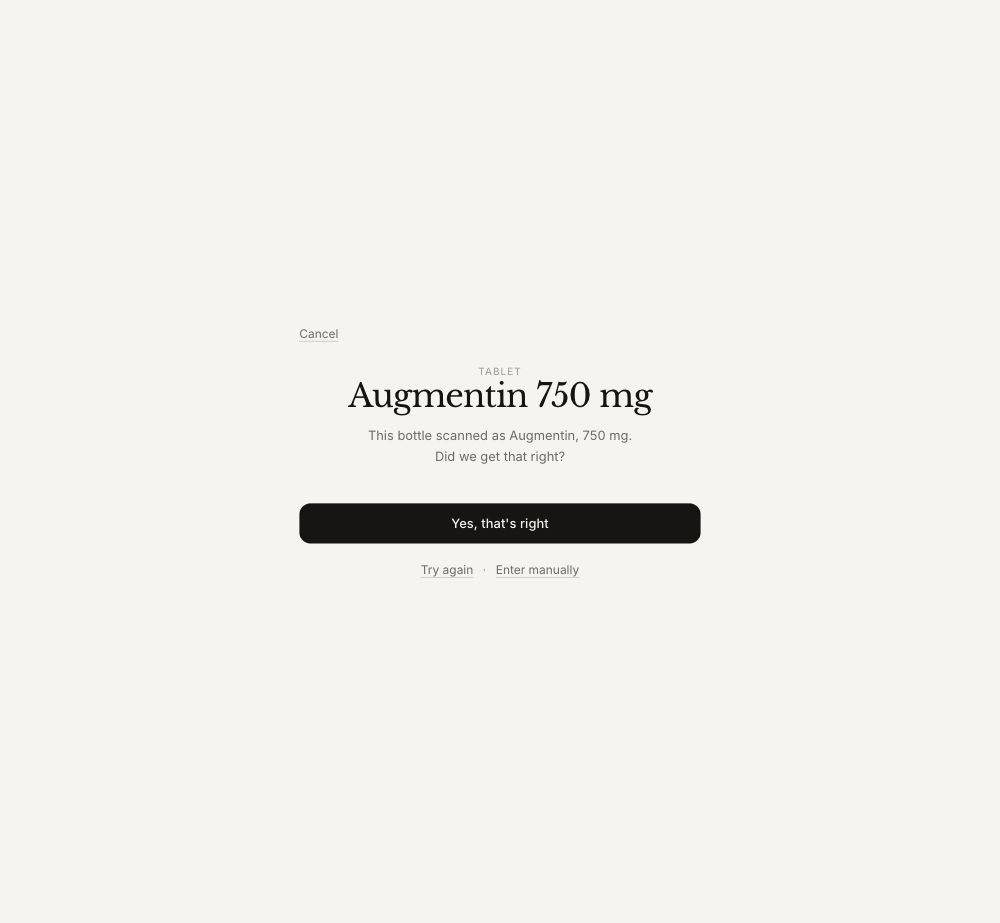 Cancel
TABLET
Augmentin 750 mg
This bottle scanned as Augmentin, 750 mg.
Did we get that right?
Yes, that's right
Try again · Enter manually